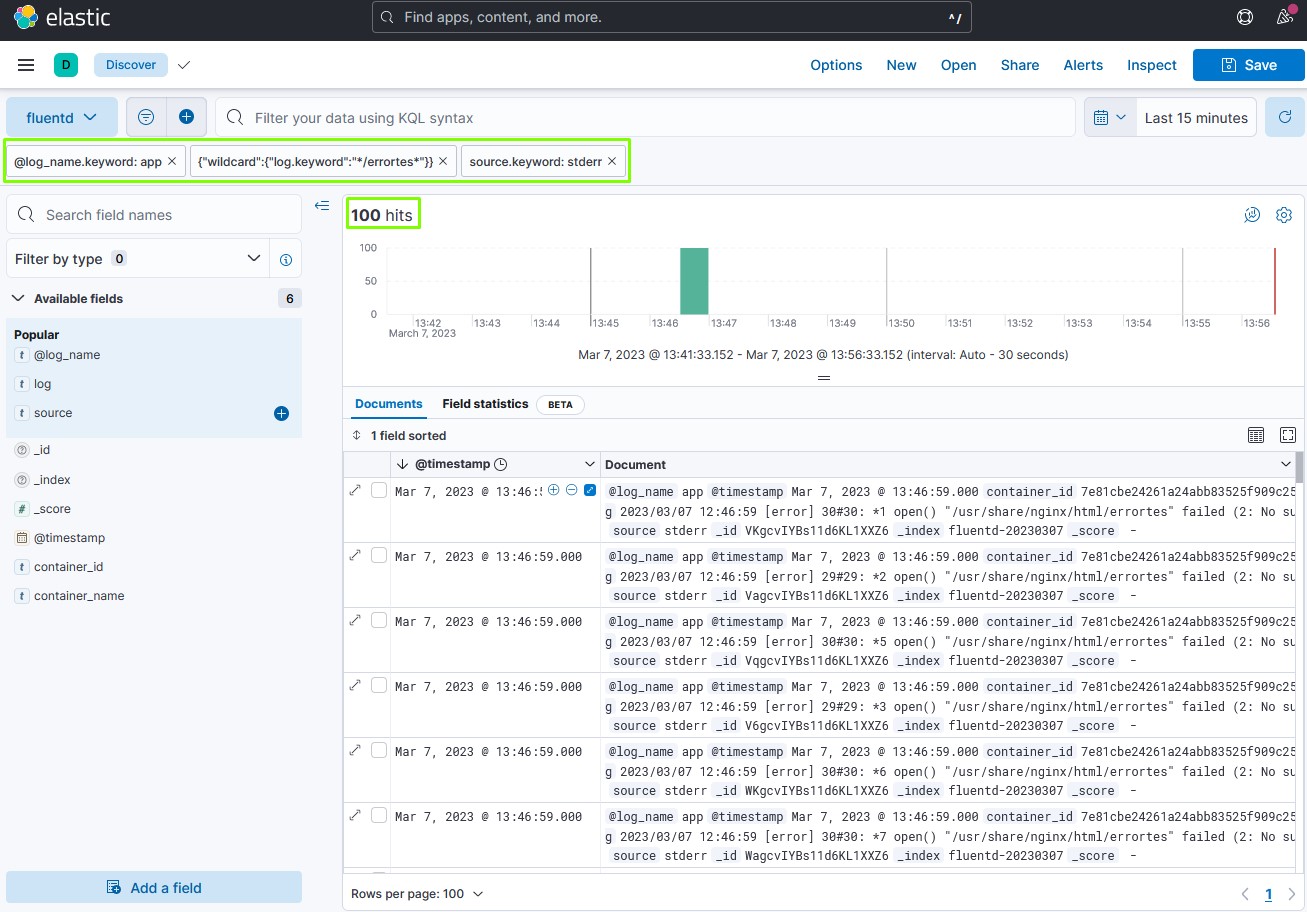 elastic
Find apps, content, and more.
^/
D
Discover
Options
New
Open
Share
Alerts
Inspect
Save
fluentd
Filter your data using KQL syntax
Last 15 minutes
@log_name.keyword: app
{"wildcard":{"log.keyword":"*/errortes*"}}
source.keyword: stderr
Search field names
Filter by type 0
Available fields 6
Popular
t @log_name
t log
t source
_id
_index
# _score
@timestamp
t container_id
t container_name
Add a field
100 hits
100
50
0
13:42 13:43 13:44 13:45 13:46 13:47 13:48 13:49 13:50 13:51 13:52 13:53 13:54 13:55 13:56
March 7, 2023
Mar 7, 2023 @ 13:41:33.152 - Mar 7, 2023 @ 13:56:33.152 (interval: Auto - 30 seconds)
Documents Field statistics BETA
1 field sorted
@timestamp Document
Mar 7, 2023 @ 13:46: @log_name app @timestamp Mar 7, 2023 @ 13:46:59.000 container_id 7e81cbe24261a24abb83525f909c25
g 2023/03/07 12:46:59 [error] 30#30: *1 open() "/usr/share/nginx/html/errortes" failed (2: No su
source stderr _id VKgcvIYBs11d6KL1XXZ6 _index fluentd-20230307 _score -
Mar 7, 2023 @ 13:46:59.000 @log_name app @timestamp Mar 7, 2023 @ 13:46:59.000 container_id 7e81cbe24261a24abb83525f909c25
g 2023/03/07 12:46:59 [error] 29#29: *2 open() "/usr/share/nginx/html/errortes" failed (2: No su
source stderr _id VagcvIYBs11d6KL1XXZ6 _index fluentd-20230307 _score -
Mar 7, 2023 @ 13:46:59.000 @log_name app @timestamp Mar 7, 2023 @ 13:46:59.000 container_id 7e81cbe24261a24abb83525f909c25
g 2023/03/07 12:46:59 [error] 30#30: *5 open() "/usr/share/nginx/html/errortes" failed (2: No su
source stderr _id VqgcvIYBs11d6KL1XXZ6 _index fluentd-20230307 _score -
Mar 7, 2023 @ 13:46:59.000 @log_name app @timestamp Mar 7, 2023 @ 13:46:59.000 container_id 7e81cbe24261a24abb83525f909c25
g 2023/03/07 12:46:59 [error] 29#29: *3 open() "/usr/share/nginx/html/errortes" failed (2: No su
source stderr _id V6gcvIYBs11d6KL1XXZ6 _index fluentd-20230307 _score -
Mar 7, 2023 @ 13:46:59.000 @log_name app @timestamp Mar 7, 2023 @ 13:46:59.000 container_id 7e81cbe24261a24abb83525f909c25
g 2023/03/07 12:46:59 [error] 30#30: *6 open() "/usr/share/nginx/html/errortes" failed (2: No su
source stderr _id WKgcvIYBs11d6KL1XXZ6 _index fluentd-20230307 _score -
Mar 7, 2023 @ 13:46:59.000 @log_name app @timestamp Mar 7, 2023 @ 13:46:59.000 container_id 7e81cbe24261a24abb83525f909c25
g 2023/03/07 12:46:59 [error] 30#30: *7 open() "/usr/share/nginx/html/errortes" failed (2: No su
source stderr _id WagcvIYBs11d6KL1XXZ6 _index fluentd-20230307 _score -
Rows per page: 100
1